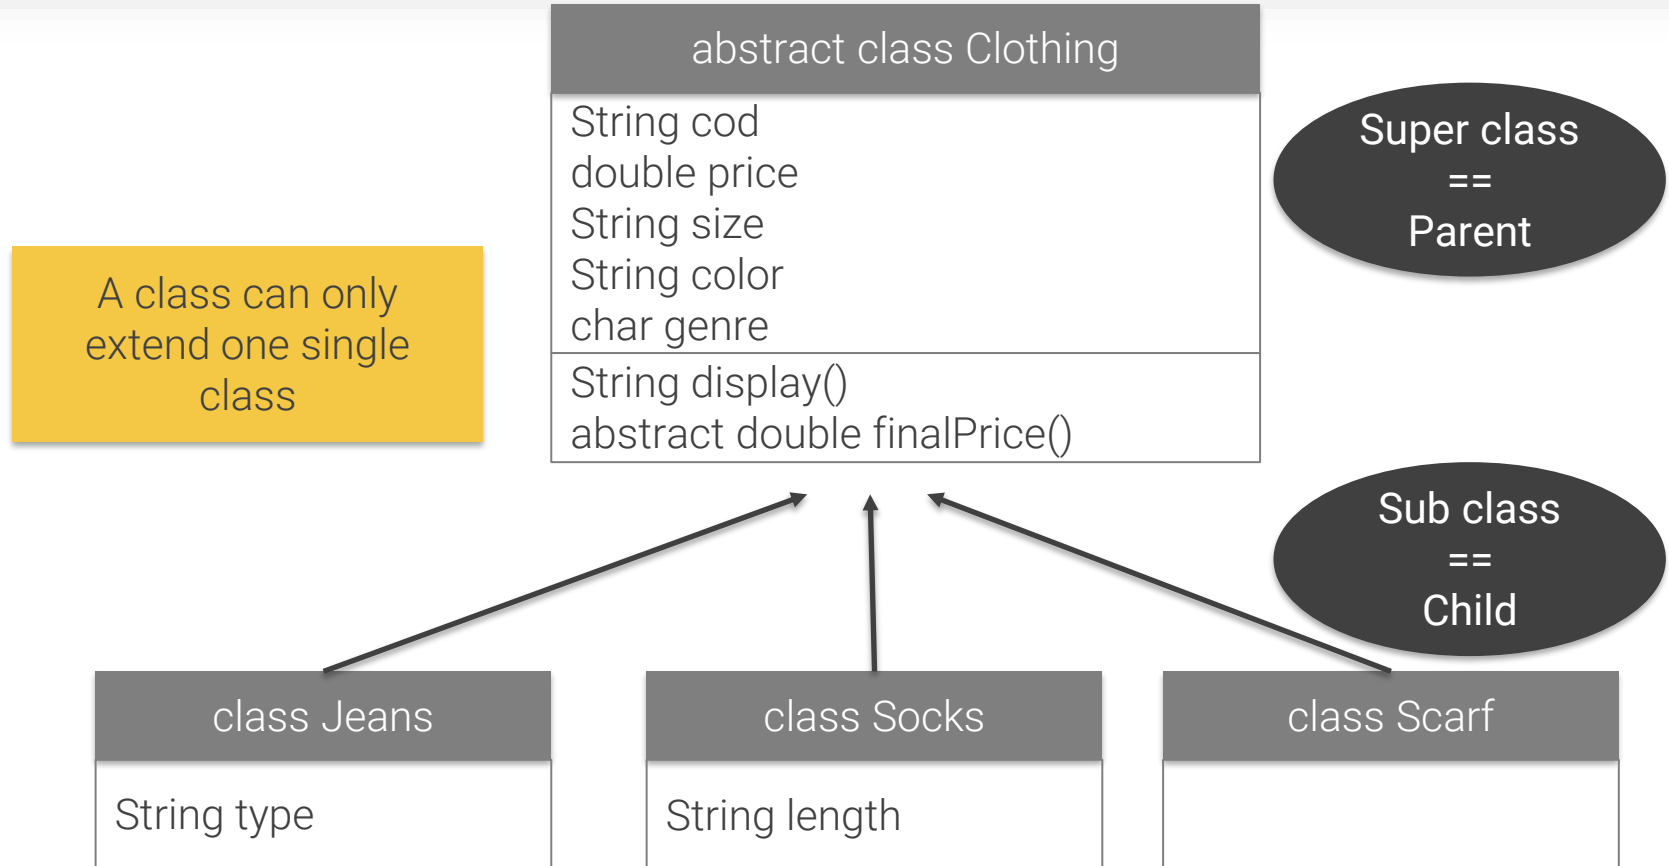 abstract class Clothing
String cod
double price
String size
String color
char genre
String display()
abstract double finalPrice()
Super class
==
Parent
A class can only
extend one single
class
Sub class
==
Child
class Jeans
String type
class Socks
String length
class Scarf